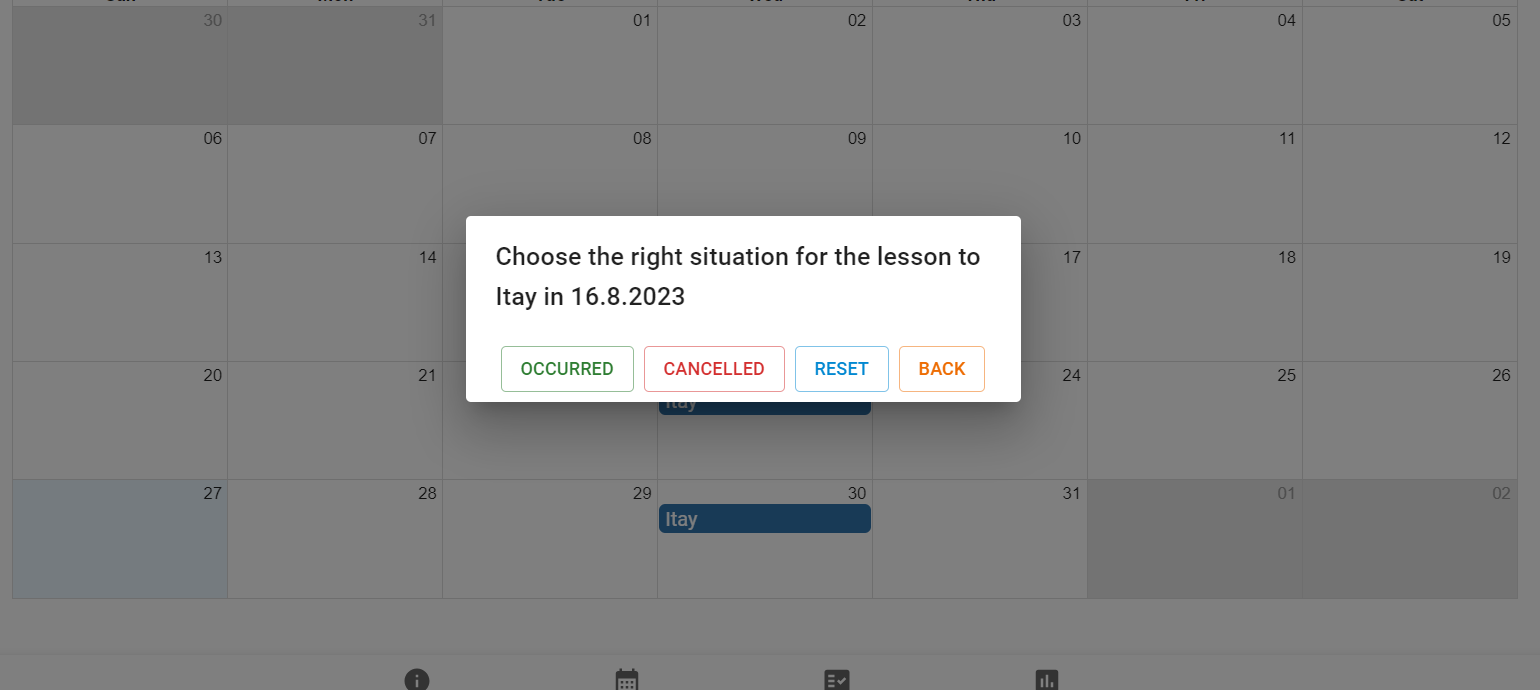 30 31 01 02 03 04 05
06 07 08 09 10 11 12
13 14 17 18 19
Choose the right situation for the lesson to
Itay in 16.8.2023
OCCURRED CANCELLED RESET BACK
20 21 24 25 26
Itay
27 28 29 30 31 01 02
Itay